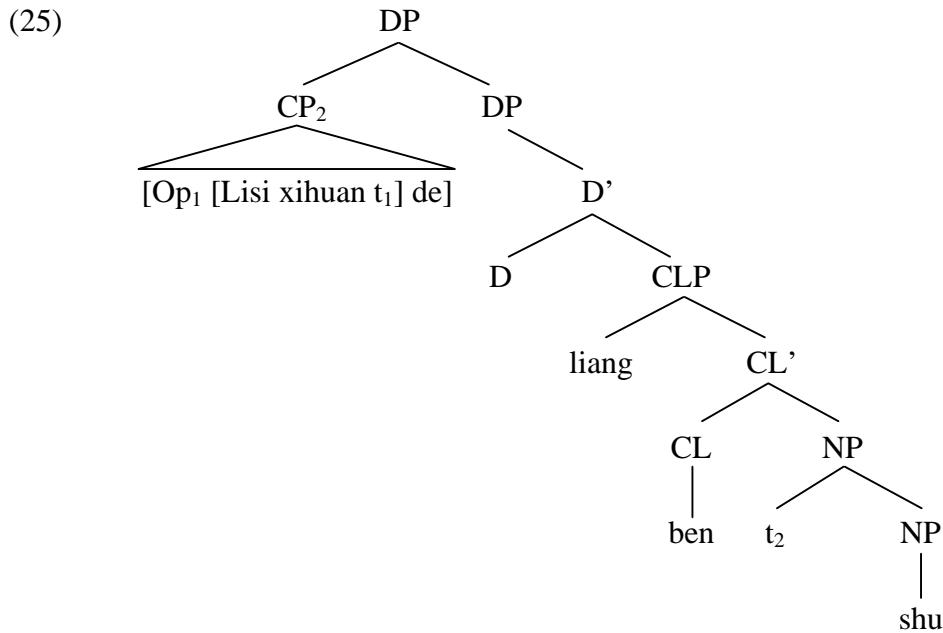 (25)
DP
CP₂ DP
[Op₁ [Lisi xihuan t₁] de]
D’
D CLP
liang CL’
CL NP
ben t₂ NP
shu